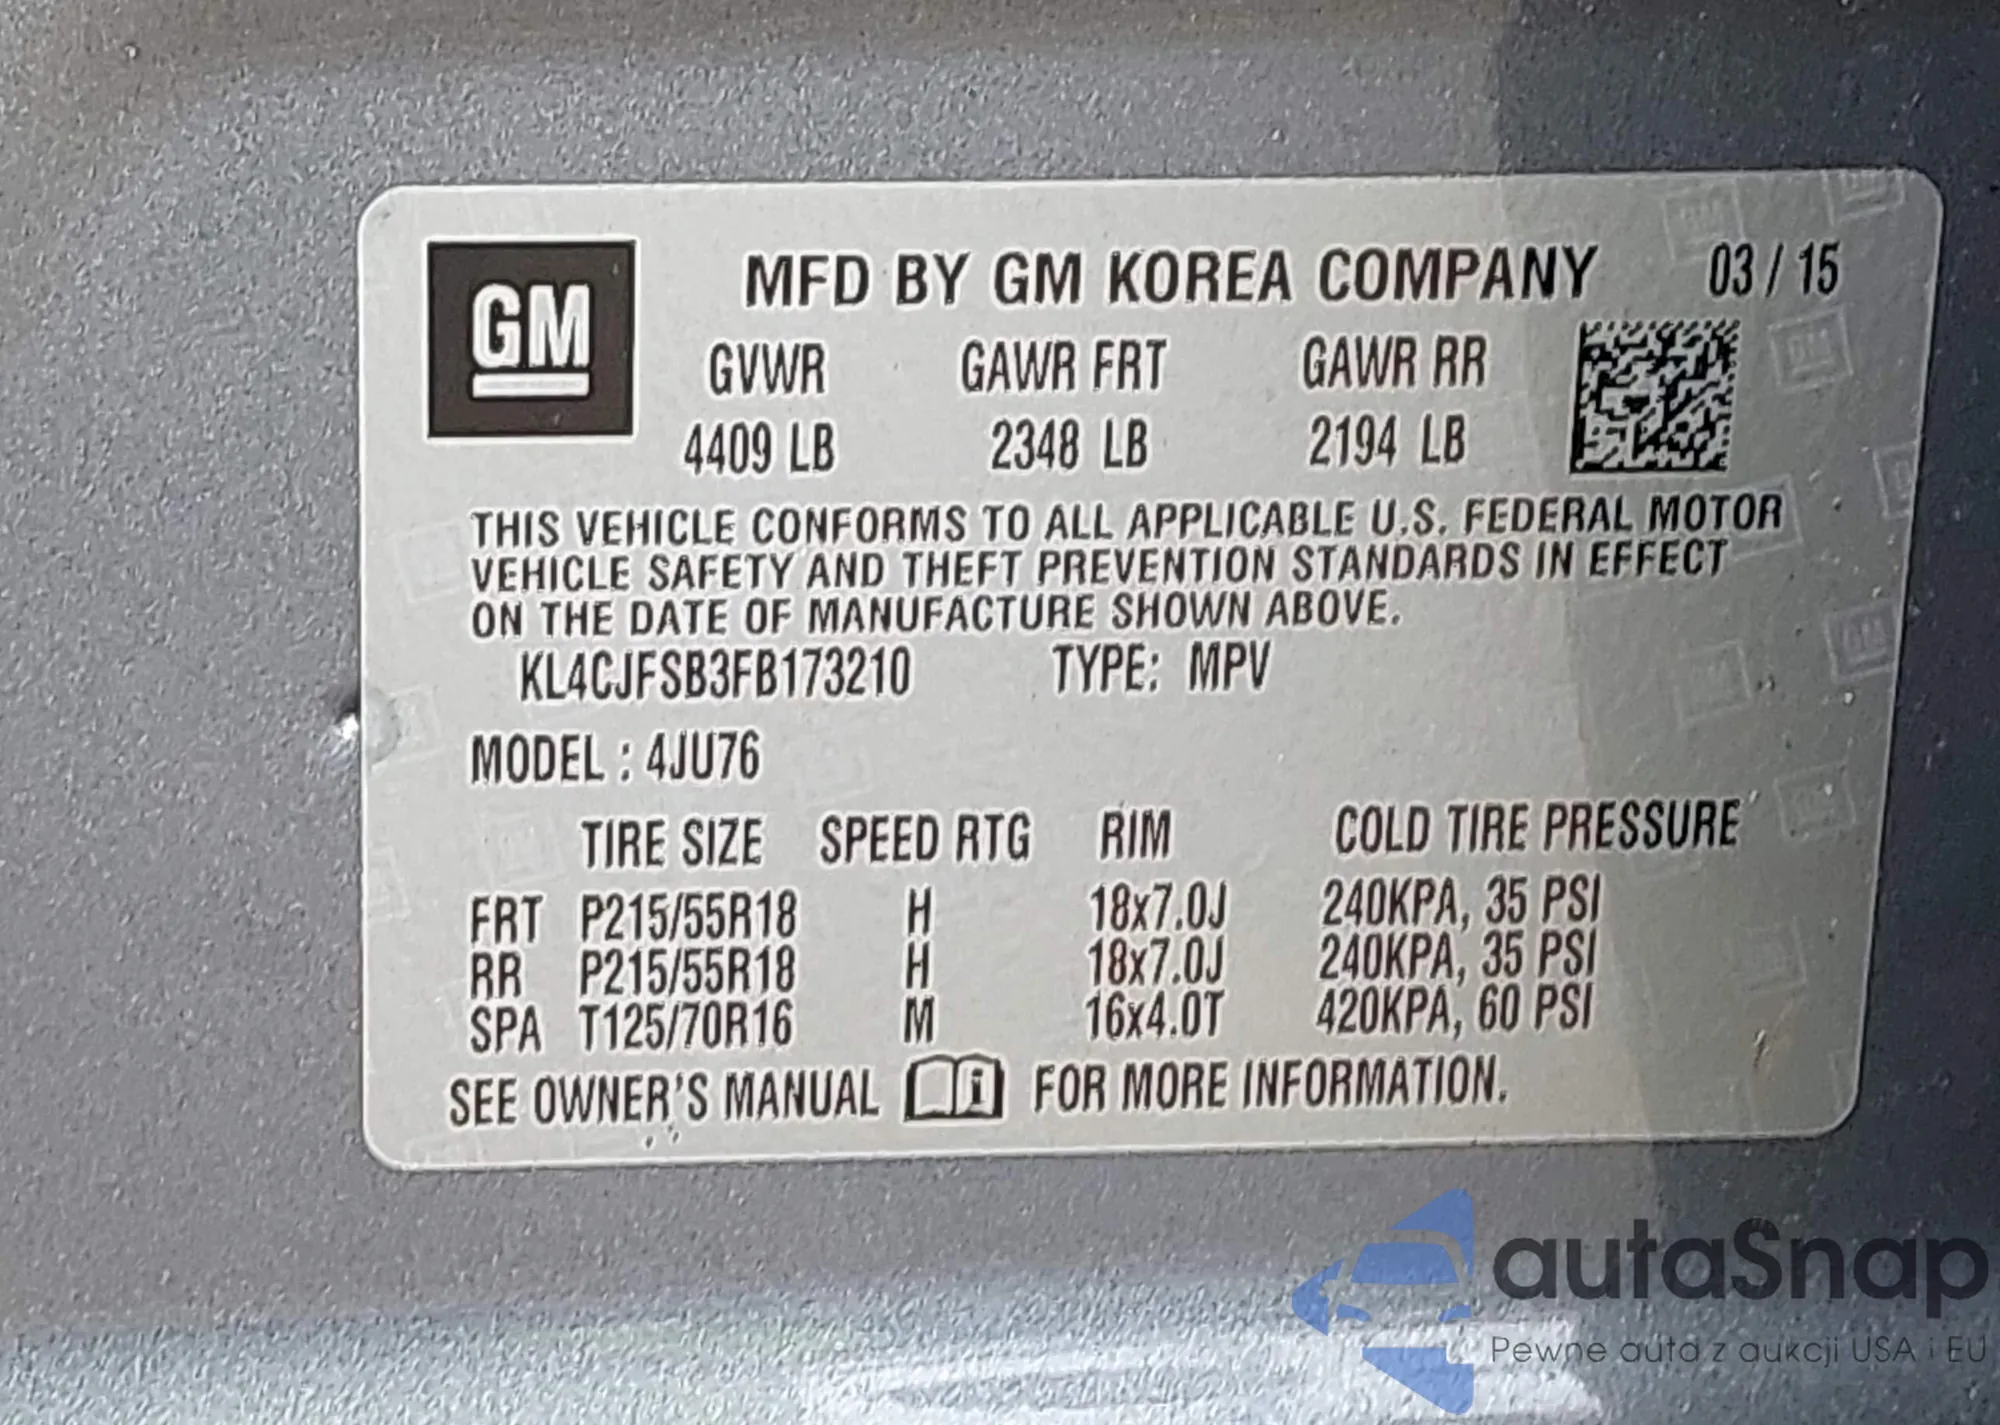 GM
MFD BY GM KOREA COMPANY 03 / 15
GVWR GAWR FRT GAWR RR
4409 LB 2348 LB 2194 LB
THIS VEHICLE CONFORMS TO ALL APPLICABLE U.S. FEDERAL MOTOR
VEHICLE SAFETY AND THEFT PREVENTION STANDARDS IN EFFECT
ON THE DATE OF MANUFACTURE SHOWN ABOVE.
KL4CJFSB3FB173210 TYPE: MPV
MODEL : 4JU76
TIRE SIZE SPEED RTG RIM COLD TIRE PRESSURE
FRT P215/55R18 H 18x7.0J 240KPA, 35 PSI
RR P215/55R18 H 18x7.0J 240KPA, 35 PSI
SPA T125/70R16 M 16x4.0T 420KPA, 60 PSI
SEE OWNER'S MANUAL FOR MORE INFORMATION.
autaSnap
Pewne auta z aukcji USA i EU